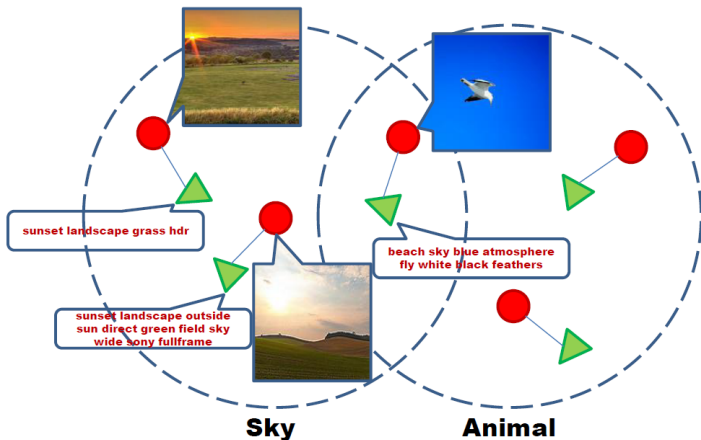 sunset landscape grass hdr
beach sky blue atmosphere
fly white black feathers
sunset landscape outside
sun direct green field sky
wide sony fullframe
Sky
Animal